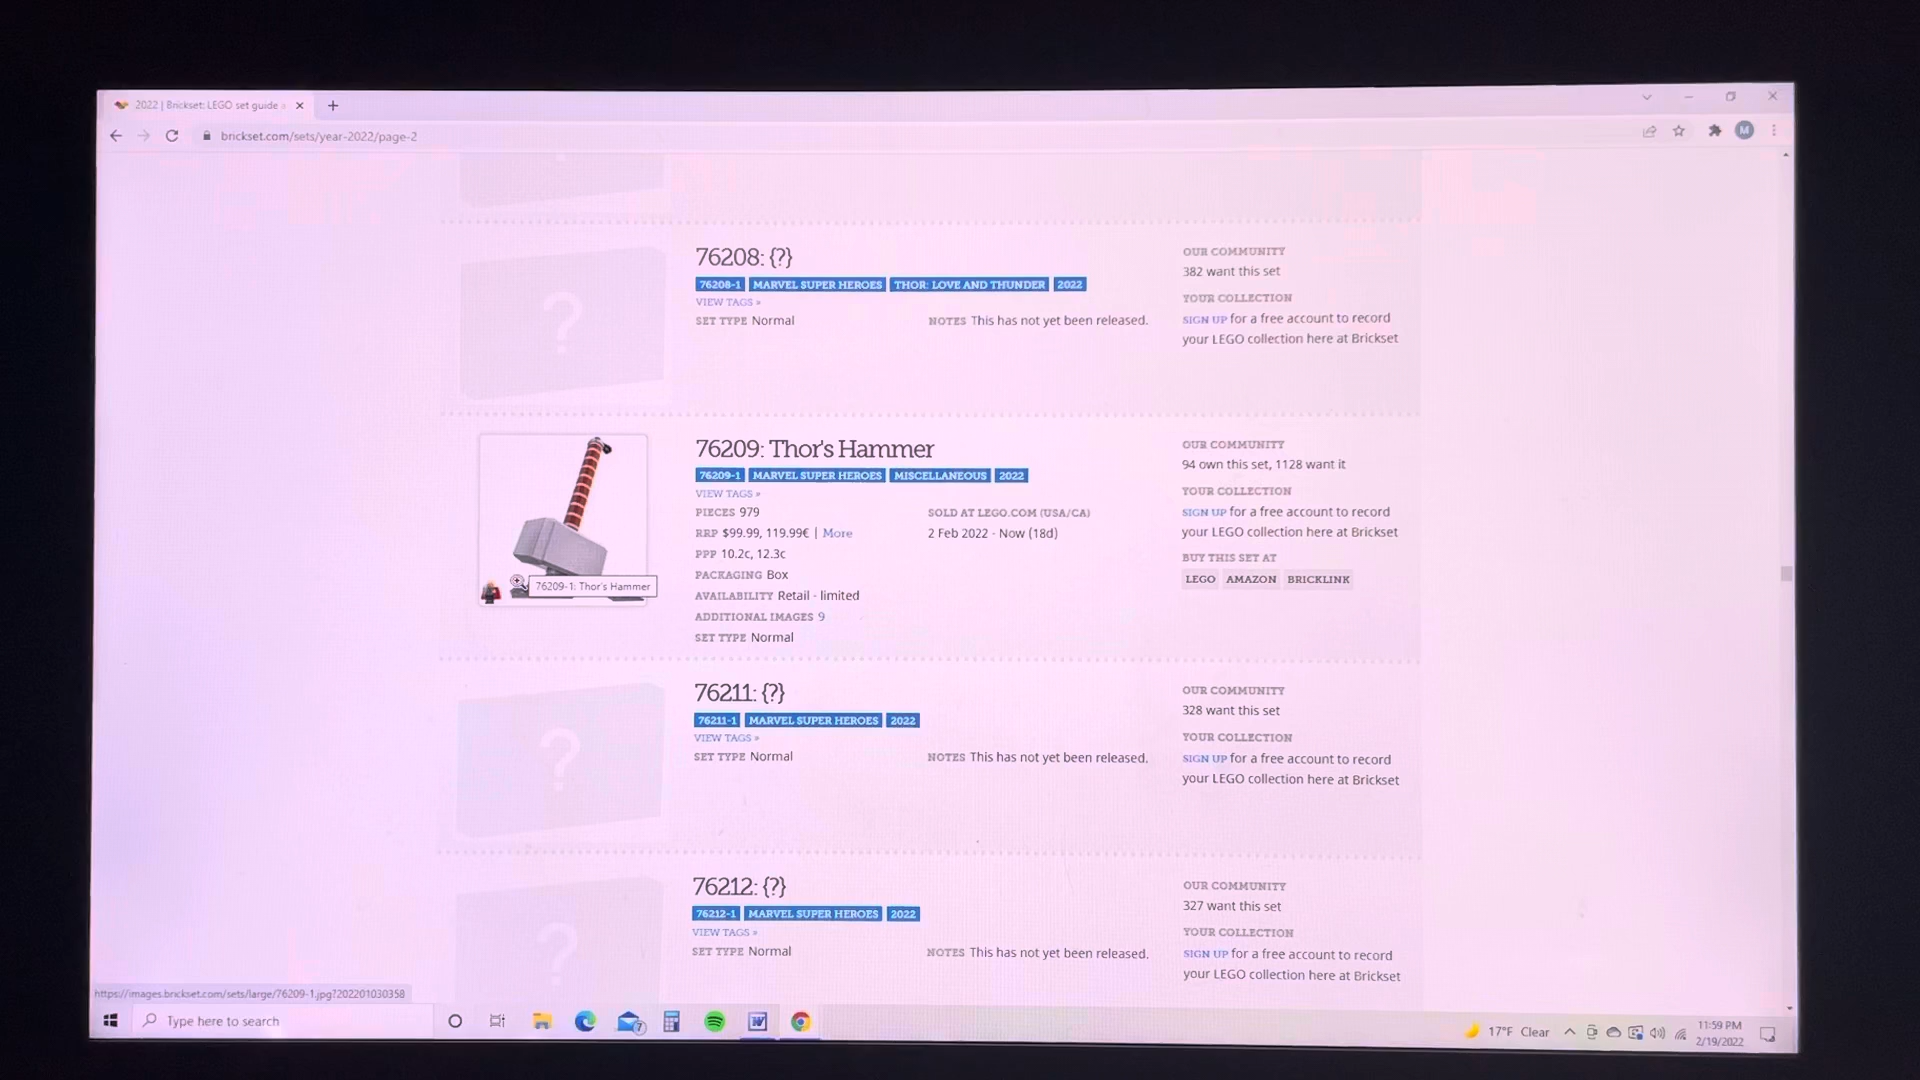 2022 | Brickset: LEGO set guide
brickset.com/sets/year-2022/page-2
M
76208: {?}
76208-1 MARVEL SUPER HEROES THOR: LOVE AND THUNDER 2022
VIEW TAGS »
SET TYPE Normal
NOTES This has not yet been released.
OUR COMMUNITY
382 want this set
YOUR COLLECTION
SIGN UP for a free account to record
your LEGO collection here at Brickset
76209: Thor's Hammer
76209-1 MARVEL SUPER HEROES MISCELLANEOUS 2022
VIEW TAGS »
PIECES 979
RRP $99.99, 119.99€ | More
PPP 10.2c, 12.3c
PACKAGING Box
AVAILABILITY Retail - limited
ADDITIONAL IMAGES 9
SET TYPE Normal
SOLD AT LEGO.COM (USA/CA)
2 Feb 2022 - Now (18d)
OUR COMMUNITY
94 own this set, 1128 want it
YOUR COLLECTION
SIGN UP for a free account to record
your LEGO collection here at Brickset
BUY THIS SET AT
LEGO AMAZON BRICKLINK
76209-1: Thor's Hammer
76211: {?}
76211-1 MARVEL SUPER HEROES 2022
VIEW TAGS »
SET TYPE Normal
NOTES This has not yet been released.
OUR COMMUNITY
328 want this set
YOUR COLLECTION
SIGN UP for a free account to record
your LEGO collection here at Brickset
76212: {?}
76212-1 MARVEL SUPER HEROES 2022
VIEW TAGS »
SET TYPE Normal
NOTES This has not yet been released.
OUR COMMUNITY
327 want this set
YOUR COLLECTION
SIGN UP for a free account to record
your LEGO collection here at Brickset
https://images.brickset.com/sets/large/76209-1.jpg?202201030358
Type here to search
7
17°F Clear
11:59 PM
2/19/2022